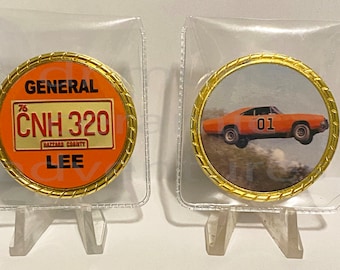 GENERAL
76
CNH 320
HAZZARD COUNTY
LEE
01